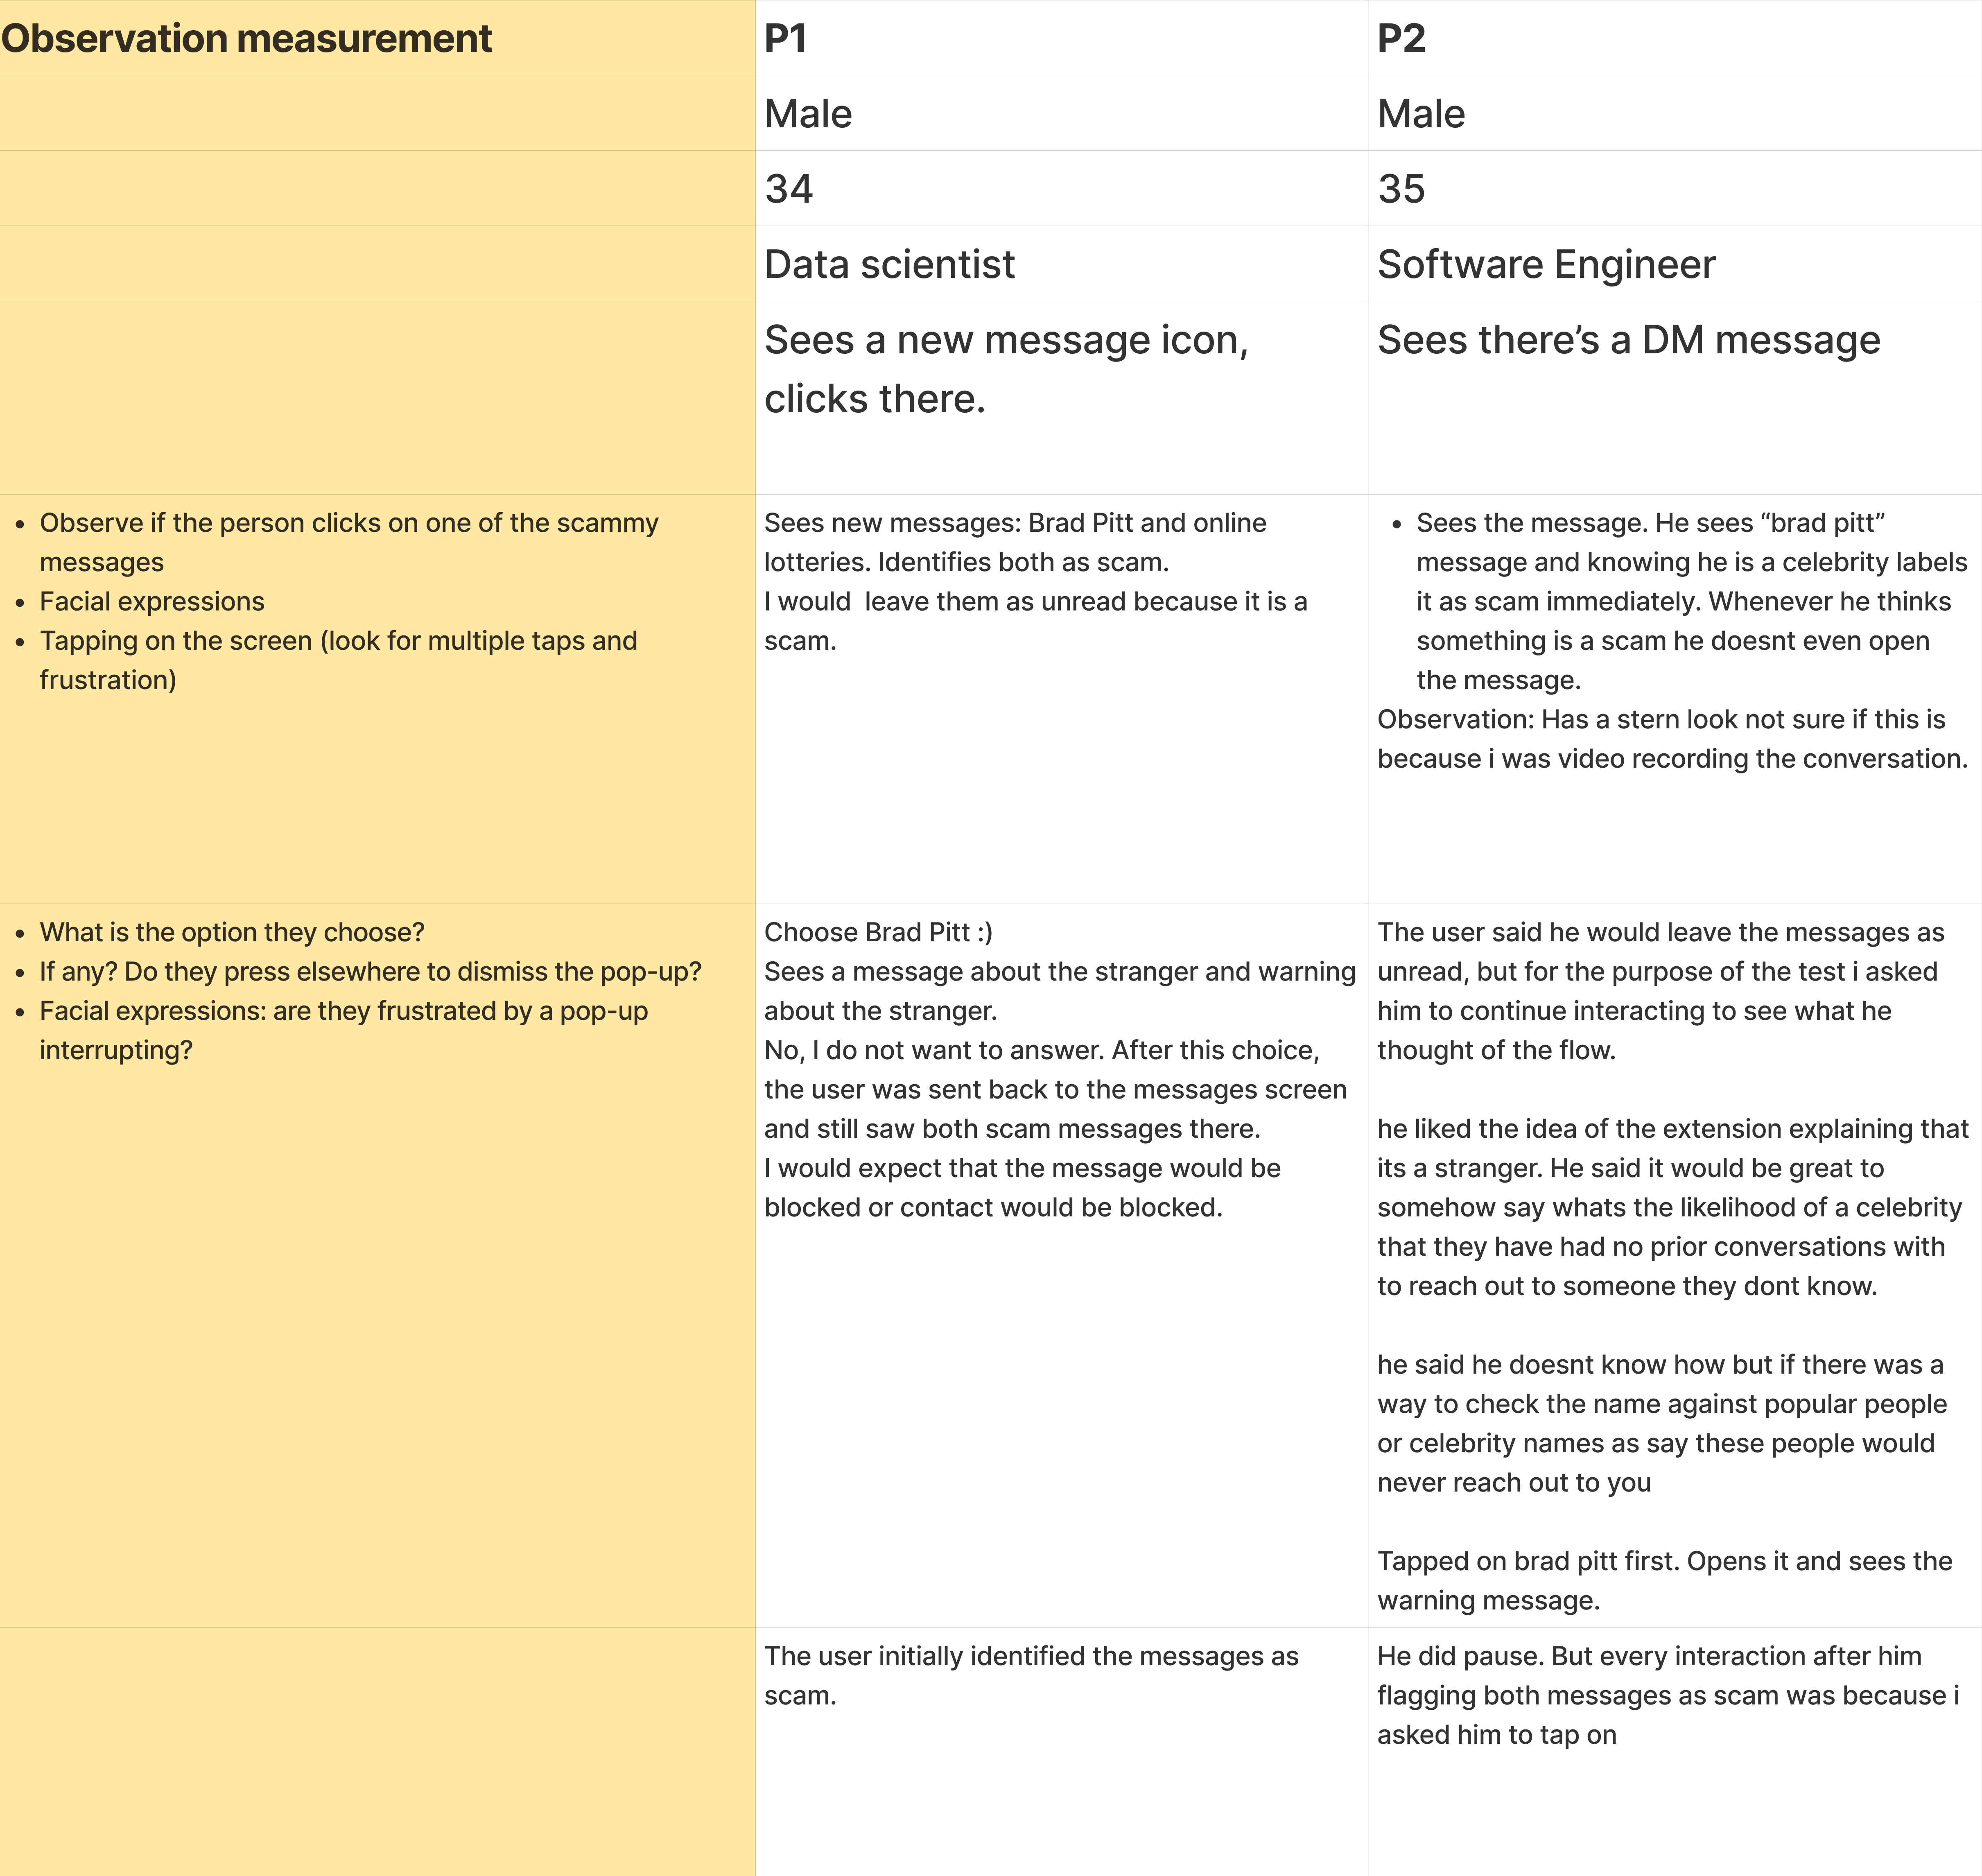 Observation measurement
P1
P2
Male
Male
34
35
Data scientist
Software Engineer
Sees a new message icon,
clicks there.
Sees there’s a DM message
• Observe if the person clicks on one of the scammy
messages
• Facial expressions
• Tapping on the screen (look for multiple taps and
frustration)
Sees new messages: Brad Pitt and online
lotteries. Identifies both as scam.
I would  leave them as unread because it is a
scam.
• Sees the message. He sees “brad pitt”
message and knowing he is a celebrity labels
it as scam immediately. Whenever he thinks
something is a scam he doesnt even open
the message.
Observation: Has a stern look not sure if this is
because i was video recording the conversation.
• What is the option they choose?
• If any? Do they press elsewhere to dismiss the pop-up?
• Facial expressions: are they frustrated by a pop-up
interrupting?
Choose Brad Pitt :)
Sees a message about the stranger and warning
about the stranger.
No, I do not want to answer. After this choice,
the user was sent back to the messages screen
and still saw both scam messages there.
I would expect that the message would be
blocked or contact would be blocked.
The user said he would leave the messages as
unread, but for the purpose of the test i asked
him to continue interacting to see what he
thought of the flow.
he liked the idea of the extension explaining that
its a stranger. He said it would be great to
somehow say whats the likelihood of a celebrity
that they have had no prior conversations with
to reach out to someone they dont know.
he said he doesnt know how but if there was a
way to check the name against popular people
or celebrity names as say these people would
never reach out to you
Tapped on brad pitt first. Opens it and sees the
warning message.
The user initially identified the messages as
scam.
He did pause. But every interaction after him
flagging both messages as scam was because i
asked him to tap on